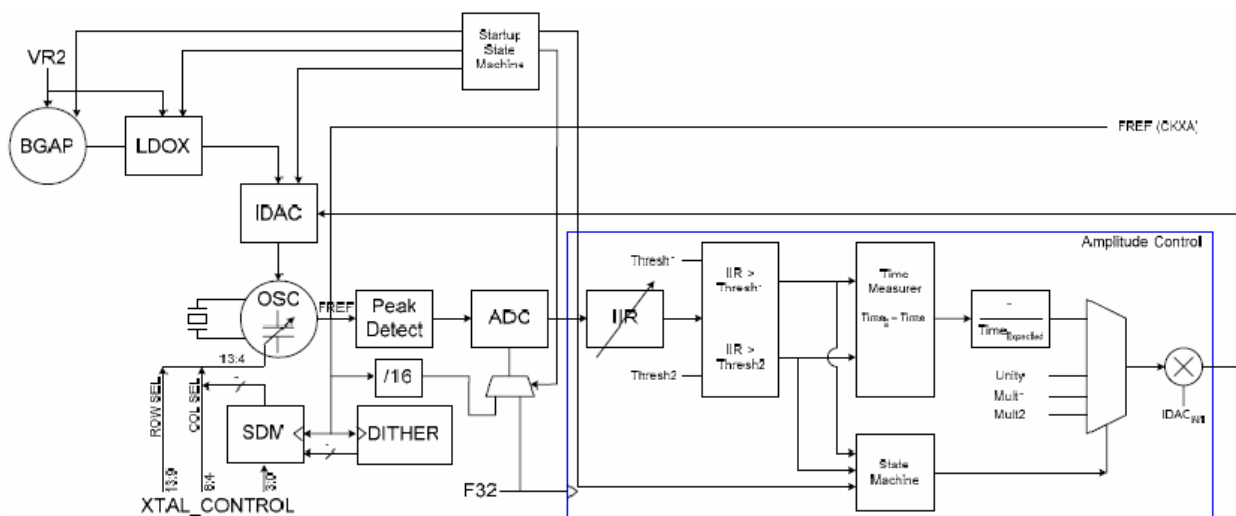 Startup
State
Machine
VR2
BGAP
LDOX
FREF (CKXA)
IDAC
Amplitude Control
OSC
FREF
Peak
Detect
ADC
IIR
Thresh1
IIR >
Thresh1
IIR >
Thresh2
Thresh2
Time
Measurer
Time
Expected
13:4
/16
ROW SEL
COL SEL
SDM
DITHER
Unity
Mult1
Mult2
IDAC
State
Machine
F32
13:9
8:4
3:0
XTAL_CONTROL